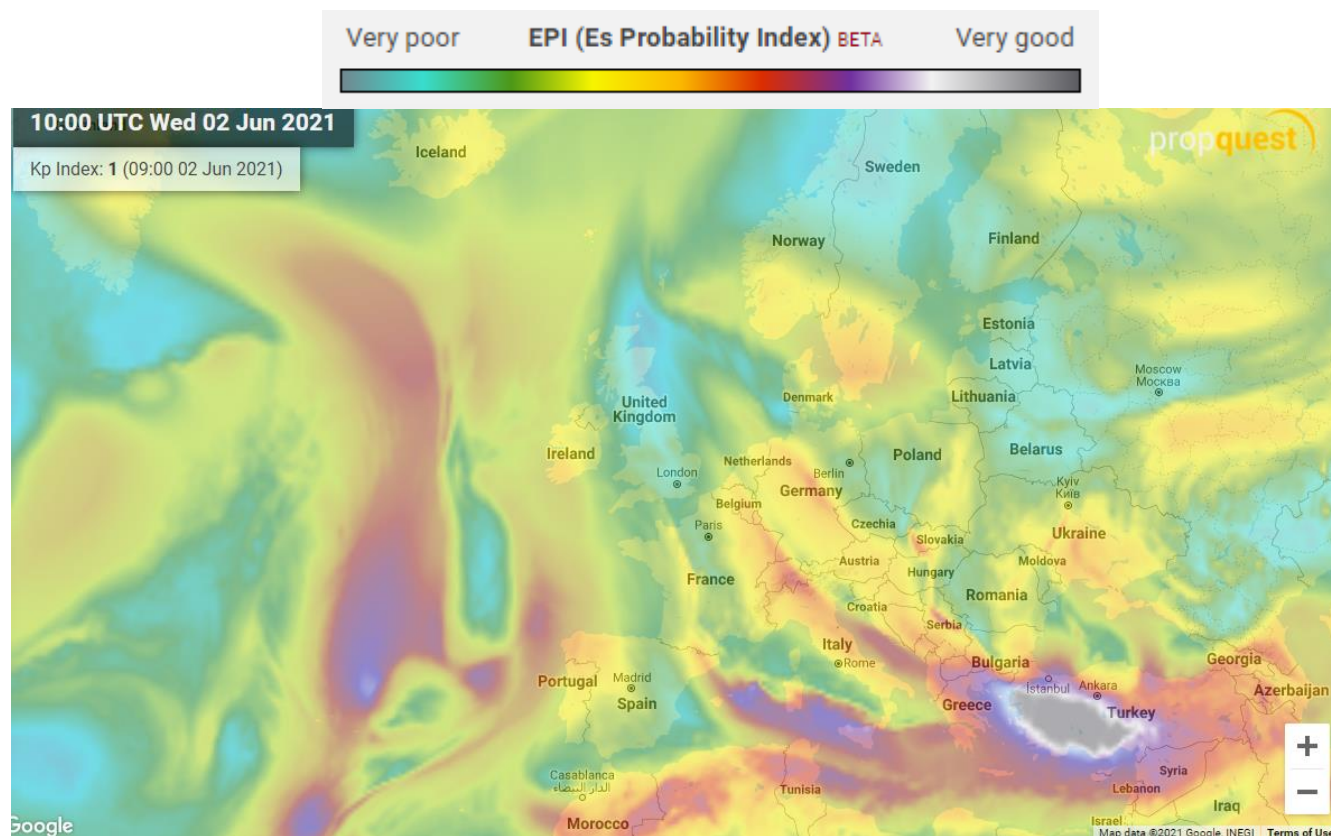 Very poor EPI (Es Probability Index) BETA Very good
10:00 UTC Wed 02 Jun 2021
Kp Index: 1 (09:00 02 Jun 2021)
propquest
Iceland
Sweden
Norway
Finland
Estonia
Latvia
Moscow
Москва
Denmark
Lithuania
United
Kingdom
Ireland
Netherlands
Poland
Belarus
London
Berlin
Germany
Kyiv
Київ
Belgium
Paris
Czechia
Slovakia
Ukraine
Austria
Moldova
France
Hungary
Romania
Croatia
Serbia
Italy
Rome
Bulgaria
Georgia
Portugal
Madrid
Spain
İstanbul
Ankara
Azerbaijan
Greece
Turkey
+
Casablanca
الدار البيضاء
Syria
Tunisia
Lebanon
−
Iraq
Morocco
Israel
Google
Map data ©2021 Google, INEGI
Terms of Us